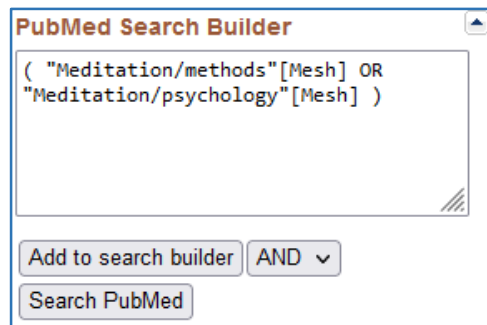 PubMed Search Builder
( "Meditation/methods"[Mesh] OR
"Meditation/psychology"[Mesh] )
Add to search builder AND
Search PubMed